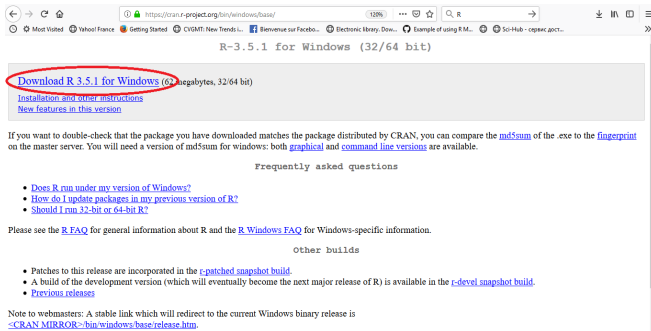 https://cran.r-project.org/bin/windows/base/
120%
R
Most Visited Yahoo! France Getting Started CVGMT: New Trends i... Bienvenue sur Facebo... Electronic library. Dow... Example of using R M... Sci-Hub - сервис дост...
R-3.5.1 for Windows (32/64 bit)
Download R 3.5.1 for Windows (62 megabytes, 32/64 bit)
Installation and other instructions
New features in this version
If you want to double-check that the package you have downloaded matches the package distributed by CRAN, you can compare the md5sum of the .exe to the fingerprint
on the master server. You will need a version of md5sum for windows: both graphical and command line versions are available.
Frequently asked questions
Does R run under my version of Windows?
How do I update packages in my previous version of R?
Should I run 32-bit or 64-bit R?
Please see the R FAQ for general information about R and the R Windows FAQ for Windows-specific information.
Other builds
Patches to this release are incorporated in the r-patched snapshot build.
A build of the development version (which will eventually become the next major release of R) is available in the r-devel snapshot build.
Previous releases
Note to webmasters: A stable link which will redirect to the current Windows binary release is
<CRAN MIRROR>/bin/windows/base/release.htm.